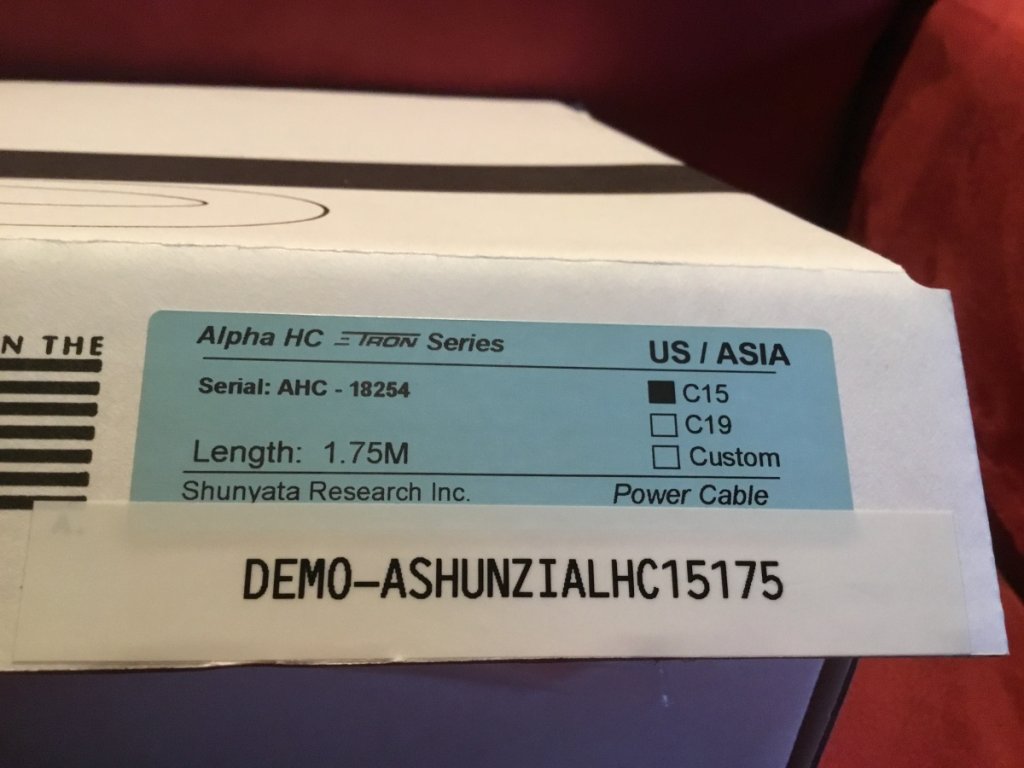 N THE
Alpha HC ΞTRON Series
US / ASIA
Serial: AHC - 18254
C15
C19
Length: 1.75M
Custom
Shunyata Research Inc.
Power Cable
DEMO-ASHUNZIALHC15175